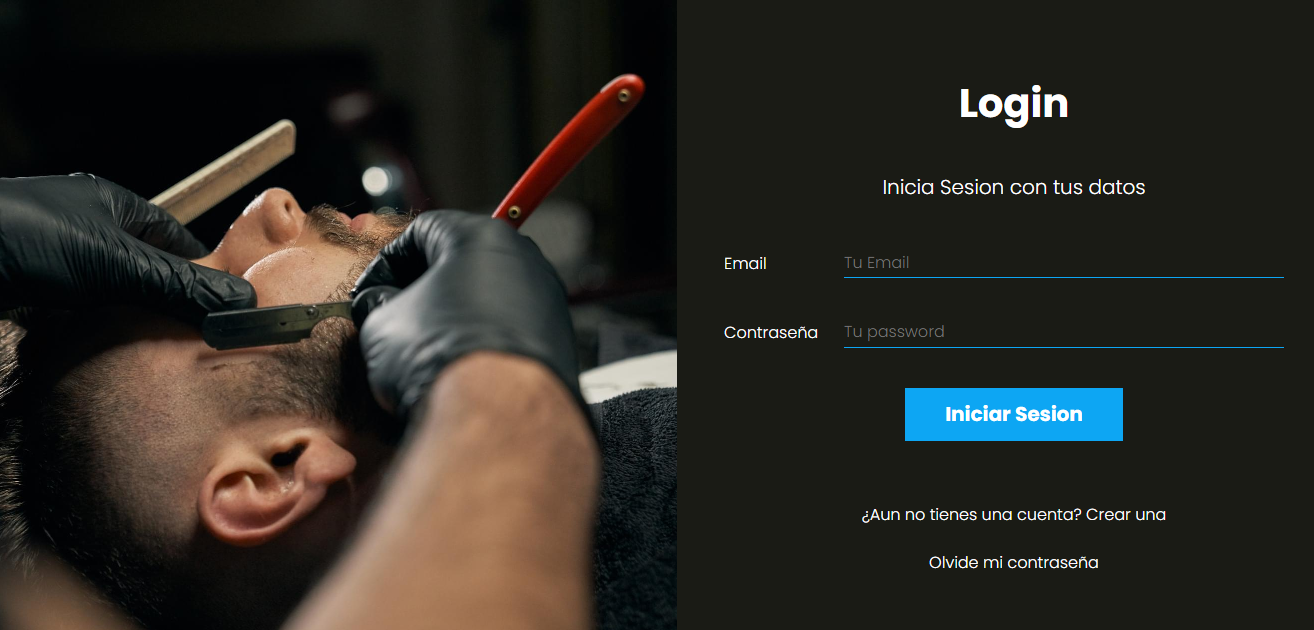 Login
Inicia Sesion con tus datos
Email
Tu Email
Contraseña
Tu password
Iniciar Sesion
¿Aun no tienes una cuenta? Crear una
Olvide mi contraseña